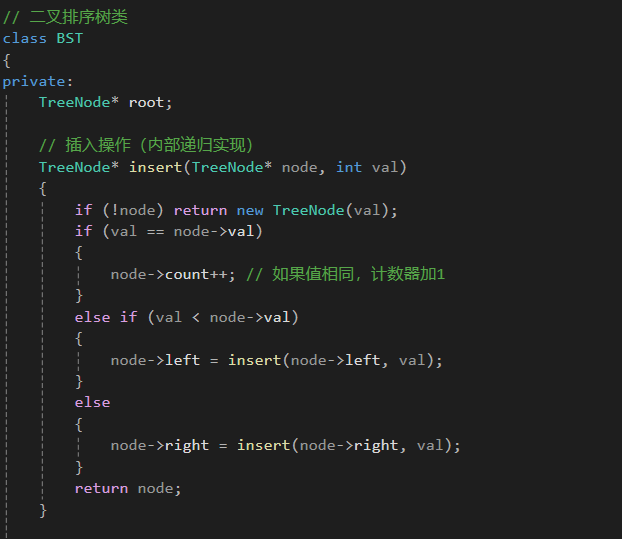 // 二叉排序树类
class BST
{
private:
    TreeNode* root;
    // 插入操作（内部递归实现）
    TreeNode* insert(TreeNode* node, int val)
    {
        if (!node) return new TreeNode(val);
        if (val == node->val)
        {
            node->count++; // 如果值相同，计数器加1
        }
        else if (val < node->val)
        {
            node->left = insert(node->left, val);
        }
        else
        {
            node->right = insert(node->right, val);
        }
        return node;
    }